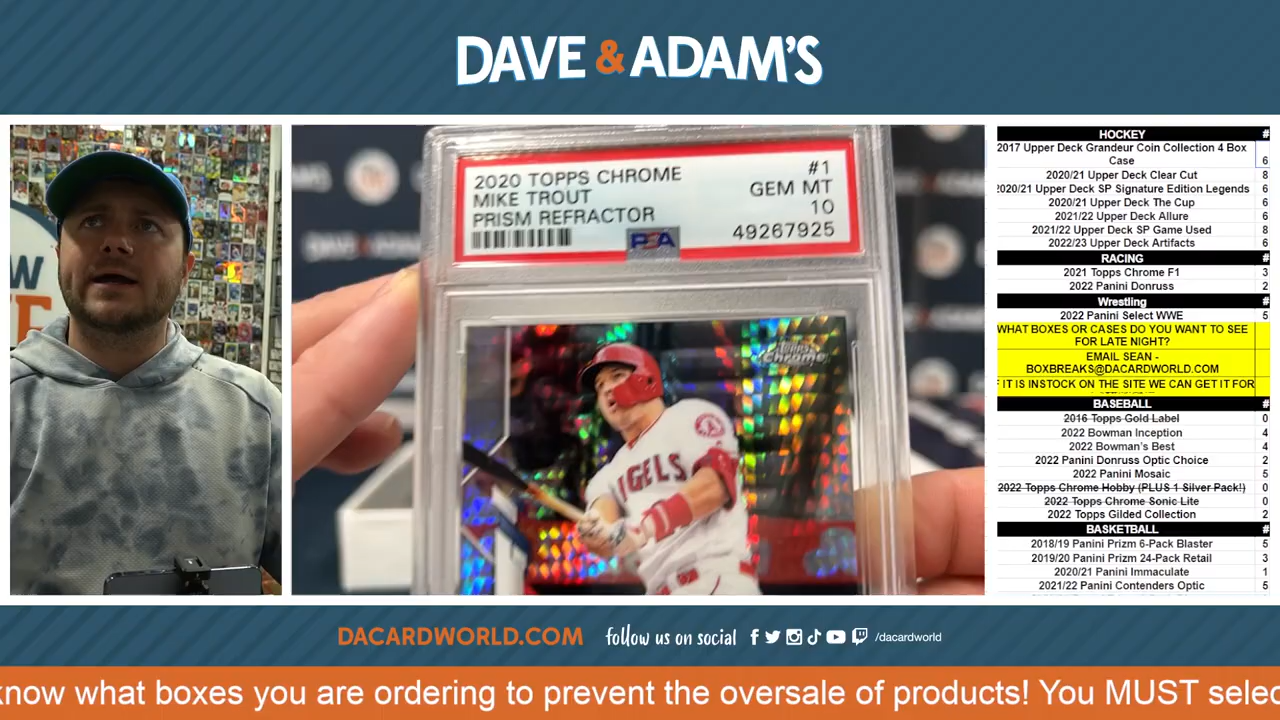 DAVE & ADAM'S
2020 TOPPS CHROME #1
MIKE TROUT GEM MT
PRISM REFRACTOR 10
PSA 49267925
Topps Chrome
ANGELS
DACARDWORLD.COM follow us on social /dacardworld
know what boxes you are ordering to prevent the oversale of products! You MUST selec
HOCKEY #
2017 Upper Deck Grandeur Coin Collection 4 Box
Case 6
2020/21 Upper Deck Clear Cut 8
2020/21 Upper Deck SP Signature Edition Legends 6
2020/21 Upper Deck The Cup 6
2021/22 Upper Deck Allure 6
2021/22 Upper Deck SP Game Used 8
2022/23 Upper Deck Artifacts 6
RACING #
2021 Topps Chrome F1 3
2022 Panini Donruss 2
Wrestling #
2022 Panini Select WWE 5
WHAT BOXES OR CASES DO YOU WANT TO SEE
FOR LATE NIGHT?
EMAIL SEAN -
BOXBREAKS@DACARDWORLD.COM
F IT IS INSTOCK ON THE SITE WE CAN GET IT FOR
BASEBALL #
2016 Topps Gold Label 0
2022 Bowman Inception 4
2022 Bowman's Best 4
2022 Panini Donruss Optic Choice 2
2022 Panini Mosaic 5
2022 Topps Chrome Hobby (PLUS 1 Silver Pack!) 0
2022 Topps Chrome Sonic Lite 0
2022 Topps Gilded Collection 2
BASKETBALL #
2018/19 Panini Prizm 6-Pack Blaster 5
2019/20 Panini Prizm 24-Pack Retail 3
2020/21 Panini Immaculate 1
2021/22 Panini Contenders Optic 5